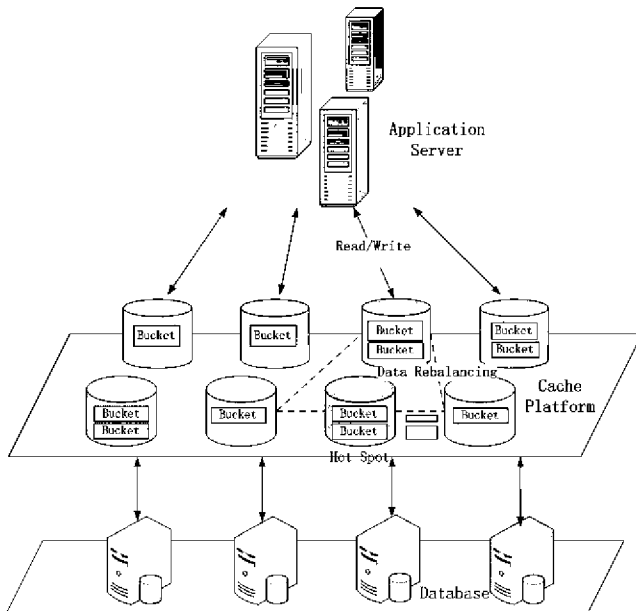 Application
Server
Read/Write
Bucket
Bucket
Bucket
Bucket
Bucket
Bucket
Data Rebalancing
Cache
Platform
Bucket
Bucket
Bucket
Bucket
Bucket
Bucket
Hot Spot
Database